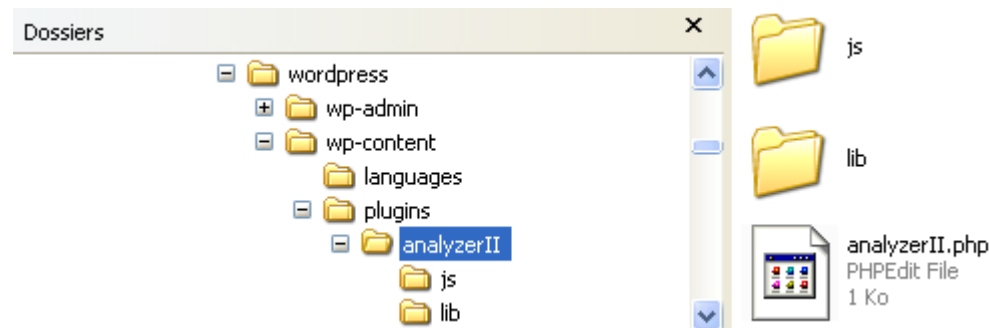 Dossiers
wordpress
wp-admin
wp-content
languages
plugins
analyzerII
js
lib
js
lib
analyzerII.php
PHPEdit File
1 Ko